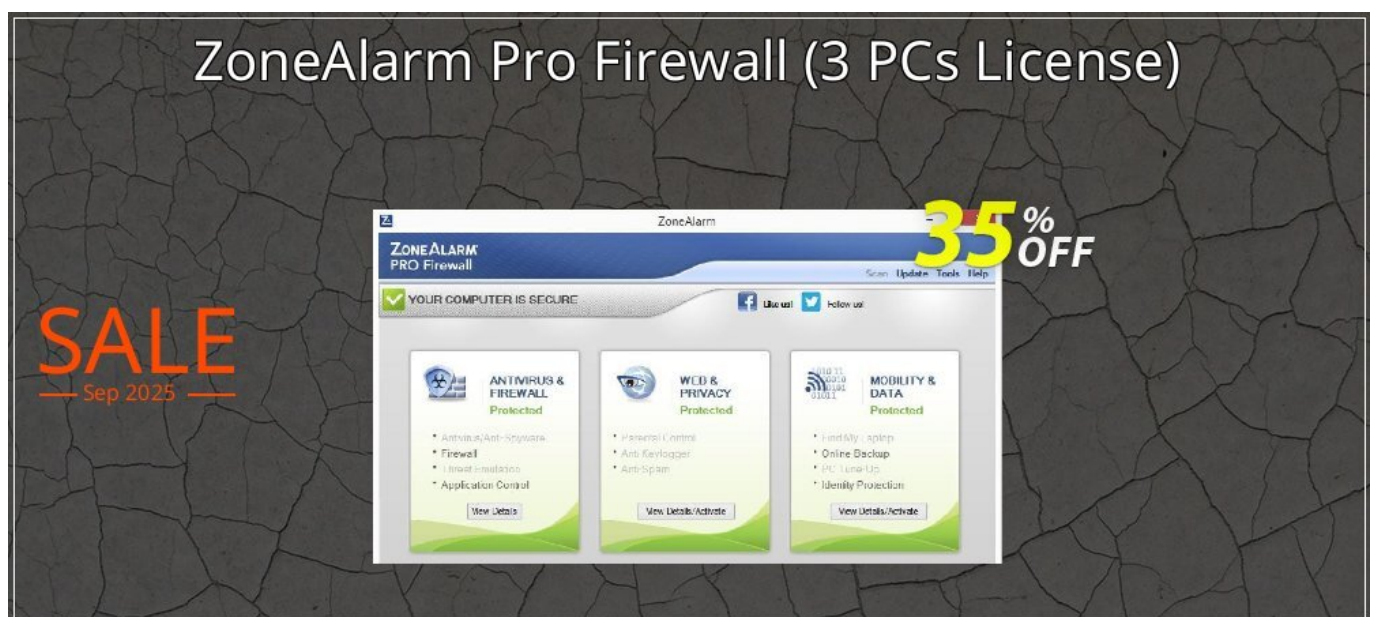 ZoneAlarm Pro Firewall (3 PCs License)
35% OFF
SALE
Sep 2025
ZoneAlarm
ZONEALARM
PRO Firewall
Scan Update Tools Help
YOUR COMPUTER IS SECURE
Like us! Follow us!
ANTIVIRUS &
FIREWALL
Protected
• Antivirus/Anti-Spyware
• Firewall
• Threat Emulation
• Application Control
View Details
WEB &
PRIVACY
Protected
• Parental Control
• Anti-Keylogger
• Anti-Spam
View Details/Activate
MOBILITY &
DATA
Protected
• Find My Laptop
• Online Backup
• PC Tune-Up
• Identity Protection
View Details/Activate